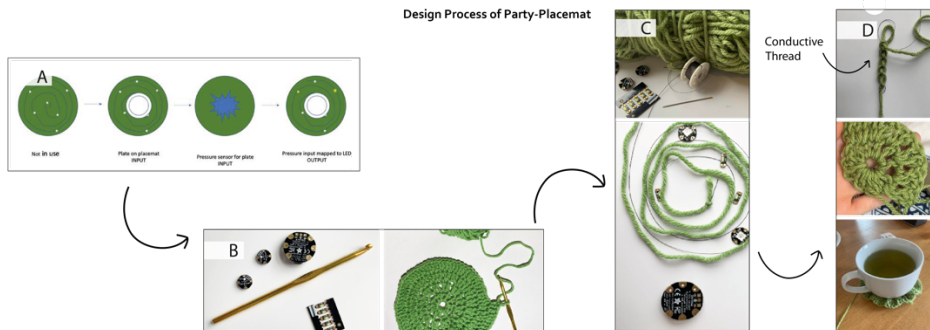 Design Process of Party-Placemat
A
Not in use
Plate on placemat
INPUT
Pressure sensor for plate
INPUT
Pressure input mapped to LED
OUTPUT
B
C
D
Conductive
Thread